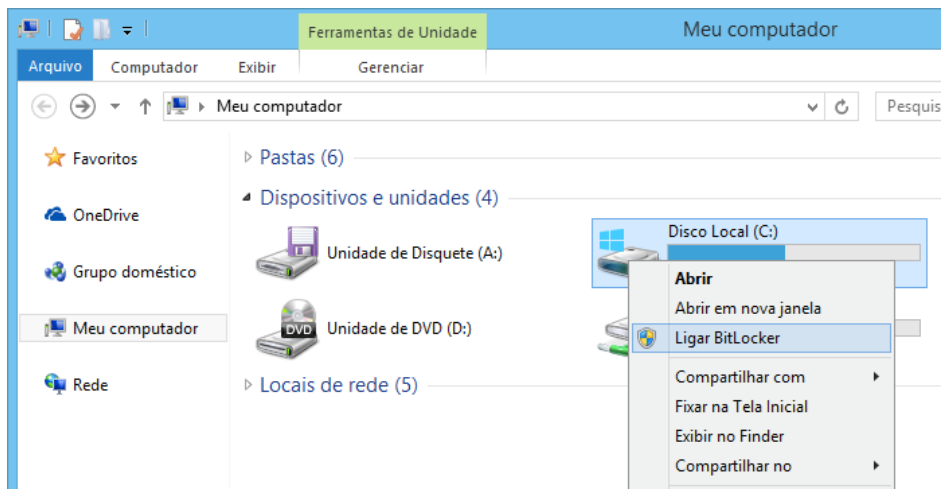 Ferramentas de Unidade
Meu computador
Arquivo
Computador
Exibir
Gerenciar
Meu computador
Pesquis
Favoritos
OneDrive
Grupo doméstico
Meu computador
Rede
Pastas (6)
Dispositivos e unidades (4)
Unidade de Disquete (A:)
Disco Local (C:)
DVD
Unidade de DVD (D:)
Locais de rede (5)
Abrir
Abrir em nova janela
Ligar BitLocker
Compartilhar com
Fixar na Tela Inicial
Exibir no Finder
Compartilhar no